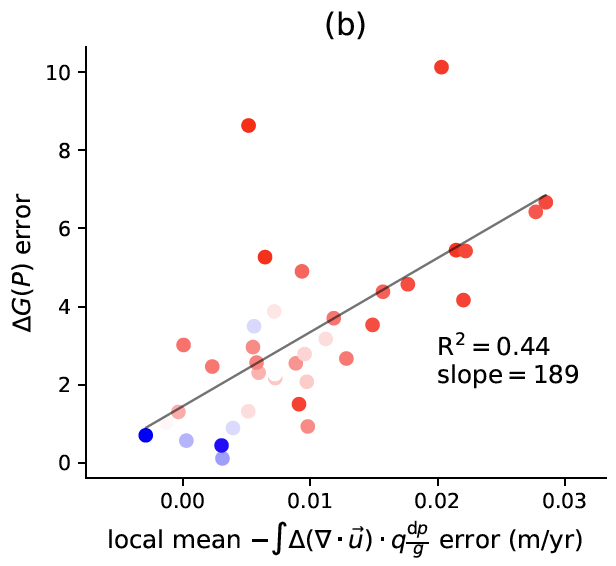 (b)
ΔG(P) error
10
8
6
4
2
0
R² = 0.44
slope = 189
0.00 0.01 0.02 0.03
local mean −∫Δ(∇ · u⃗) · q dp/g error (m/yr)